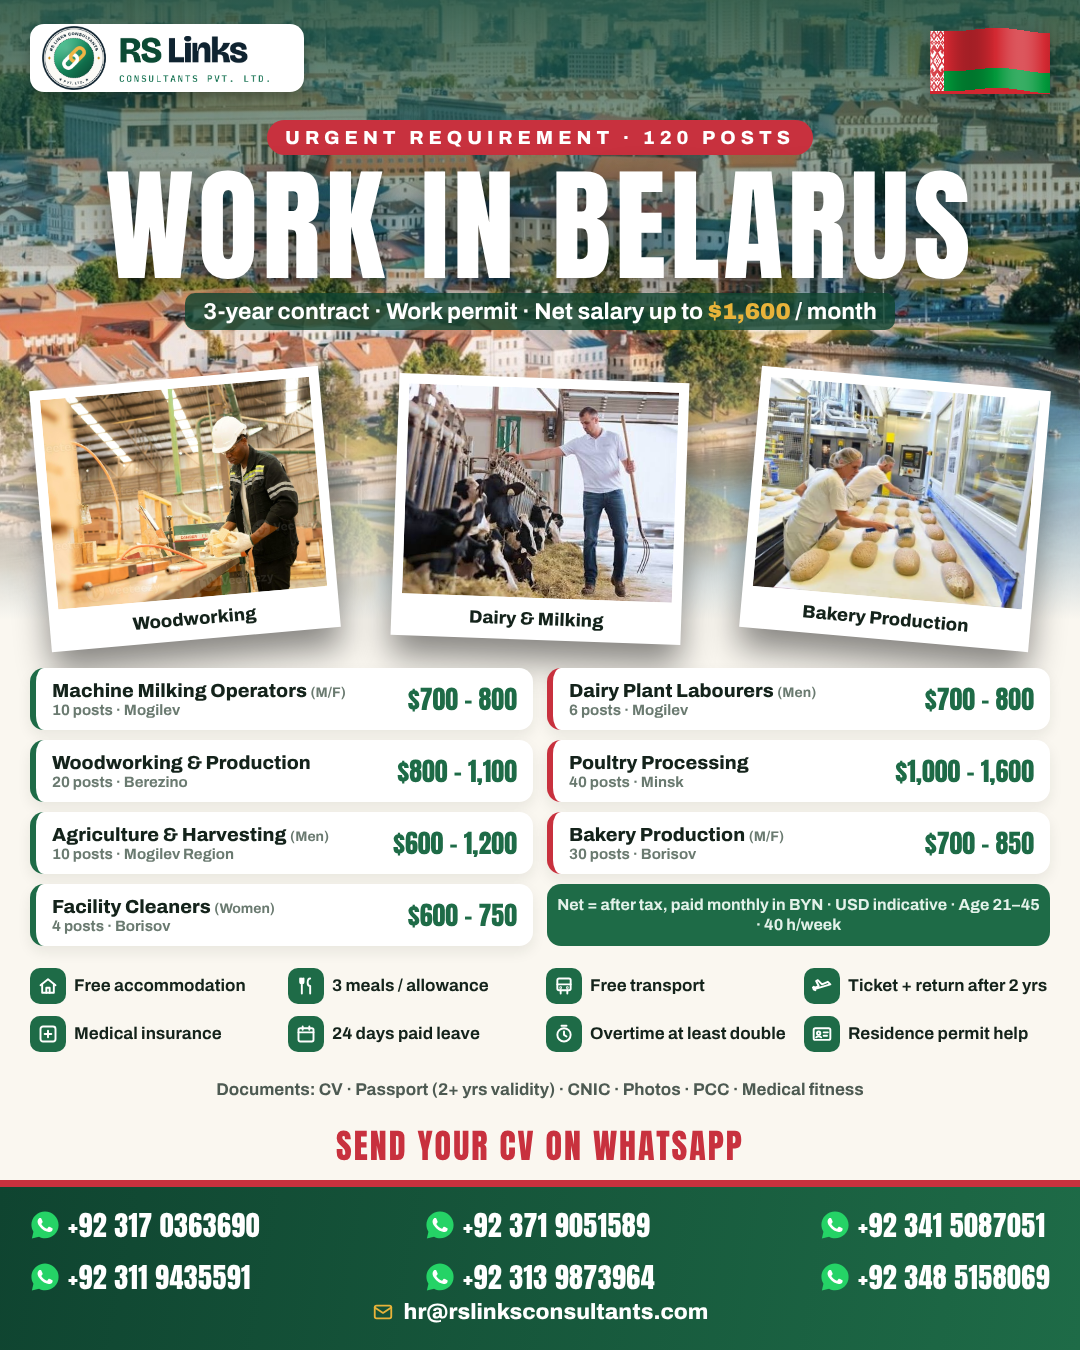 RS LINKS CONSULTANTS
PVT. LTD.
RS Links
CONSULTANTS PVT. LTD.
URGENT REQUIREMENT · 120 POSTS
WORK IN BELARUS
3-year contract · Work permit · Net salary up to $1,600 / month
Woodworking
Dairy & Milking
Bakery Production
Machine Milking Operators (M/F)
10 posts · Mogilev
$700 - 800
Dairy Plant Labourers (Men)
6 posts · Mogilev
$700 - 800
Woodworking & Production
20 posts · Berezino
$800 - 1,100
Poultry Processing
40 posts · Minsk
$1,000 - 1,600
Agriculture & Harvesting (Men)
10 posts · Mogilev Region
$600 - 1,200
Bakery Production (M/F)
30 posts · Borisov
$700 - 850
Facility Cleaners (Women)
4 posts · Borisov
$600 - 750
Net = after tax, paid monthly in BYN · USD indicative · Age 21–45
· 40 h/week
Free accommodation
3 meals / allowance
Free transport
Ticket + return after 2 yrs
Medical insurance
24 days paid leave
Overtime at least double
Residence permit help
Documents: CV · Passport (2+ yrs validity) · CNIC · Photos · PCC · Medical fitness
SEND YOUR CV ON WHATSAPP
+92 317 0363690
+92 371 9051589
+92 341 5087051
+92 311 9435591
+92 313 9873964
+92 348 5158069
hr@rslinksconsultants.com